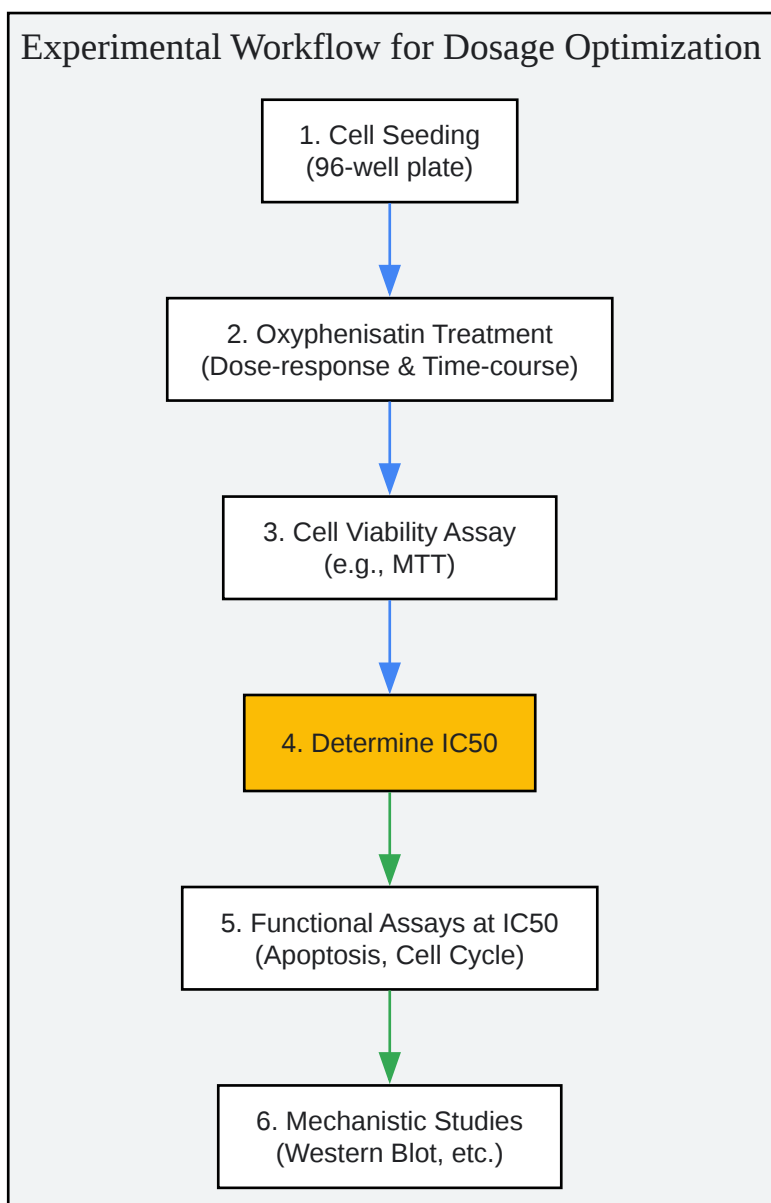 Experimental Workflow for Dosage Optimization
1. Cell Seeding
(96-well plate)
2. Oxyphenisatin Treatment
(Dose-response & Time-course)
3. Cell Viability Assay
(e.g., MTT)
4. Determine IC50
5. Functional Assays at IC50
(Apoptosis, Cell Cycle)
6. Mechanistic Studies
(Western Blot, etc.)